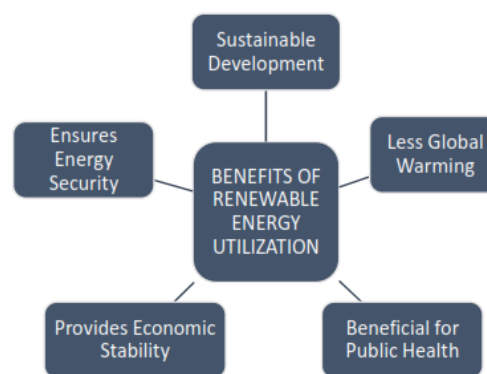 Sustainable
Development
Ensures
Energy
Security
Less Global
Warming
BENEFITS OF
RENEWABLE
ENERGY
UTILIZATION
Provides Economic
Stability
Beneficial for
Public Health